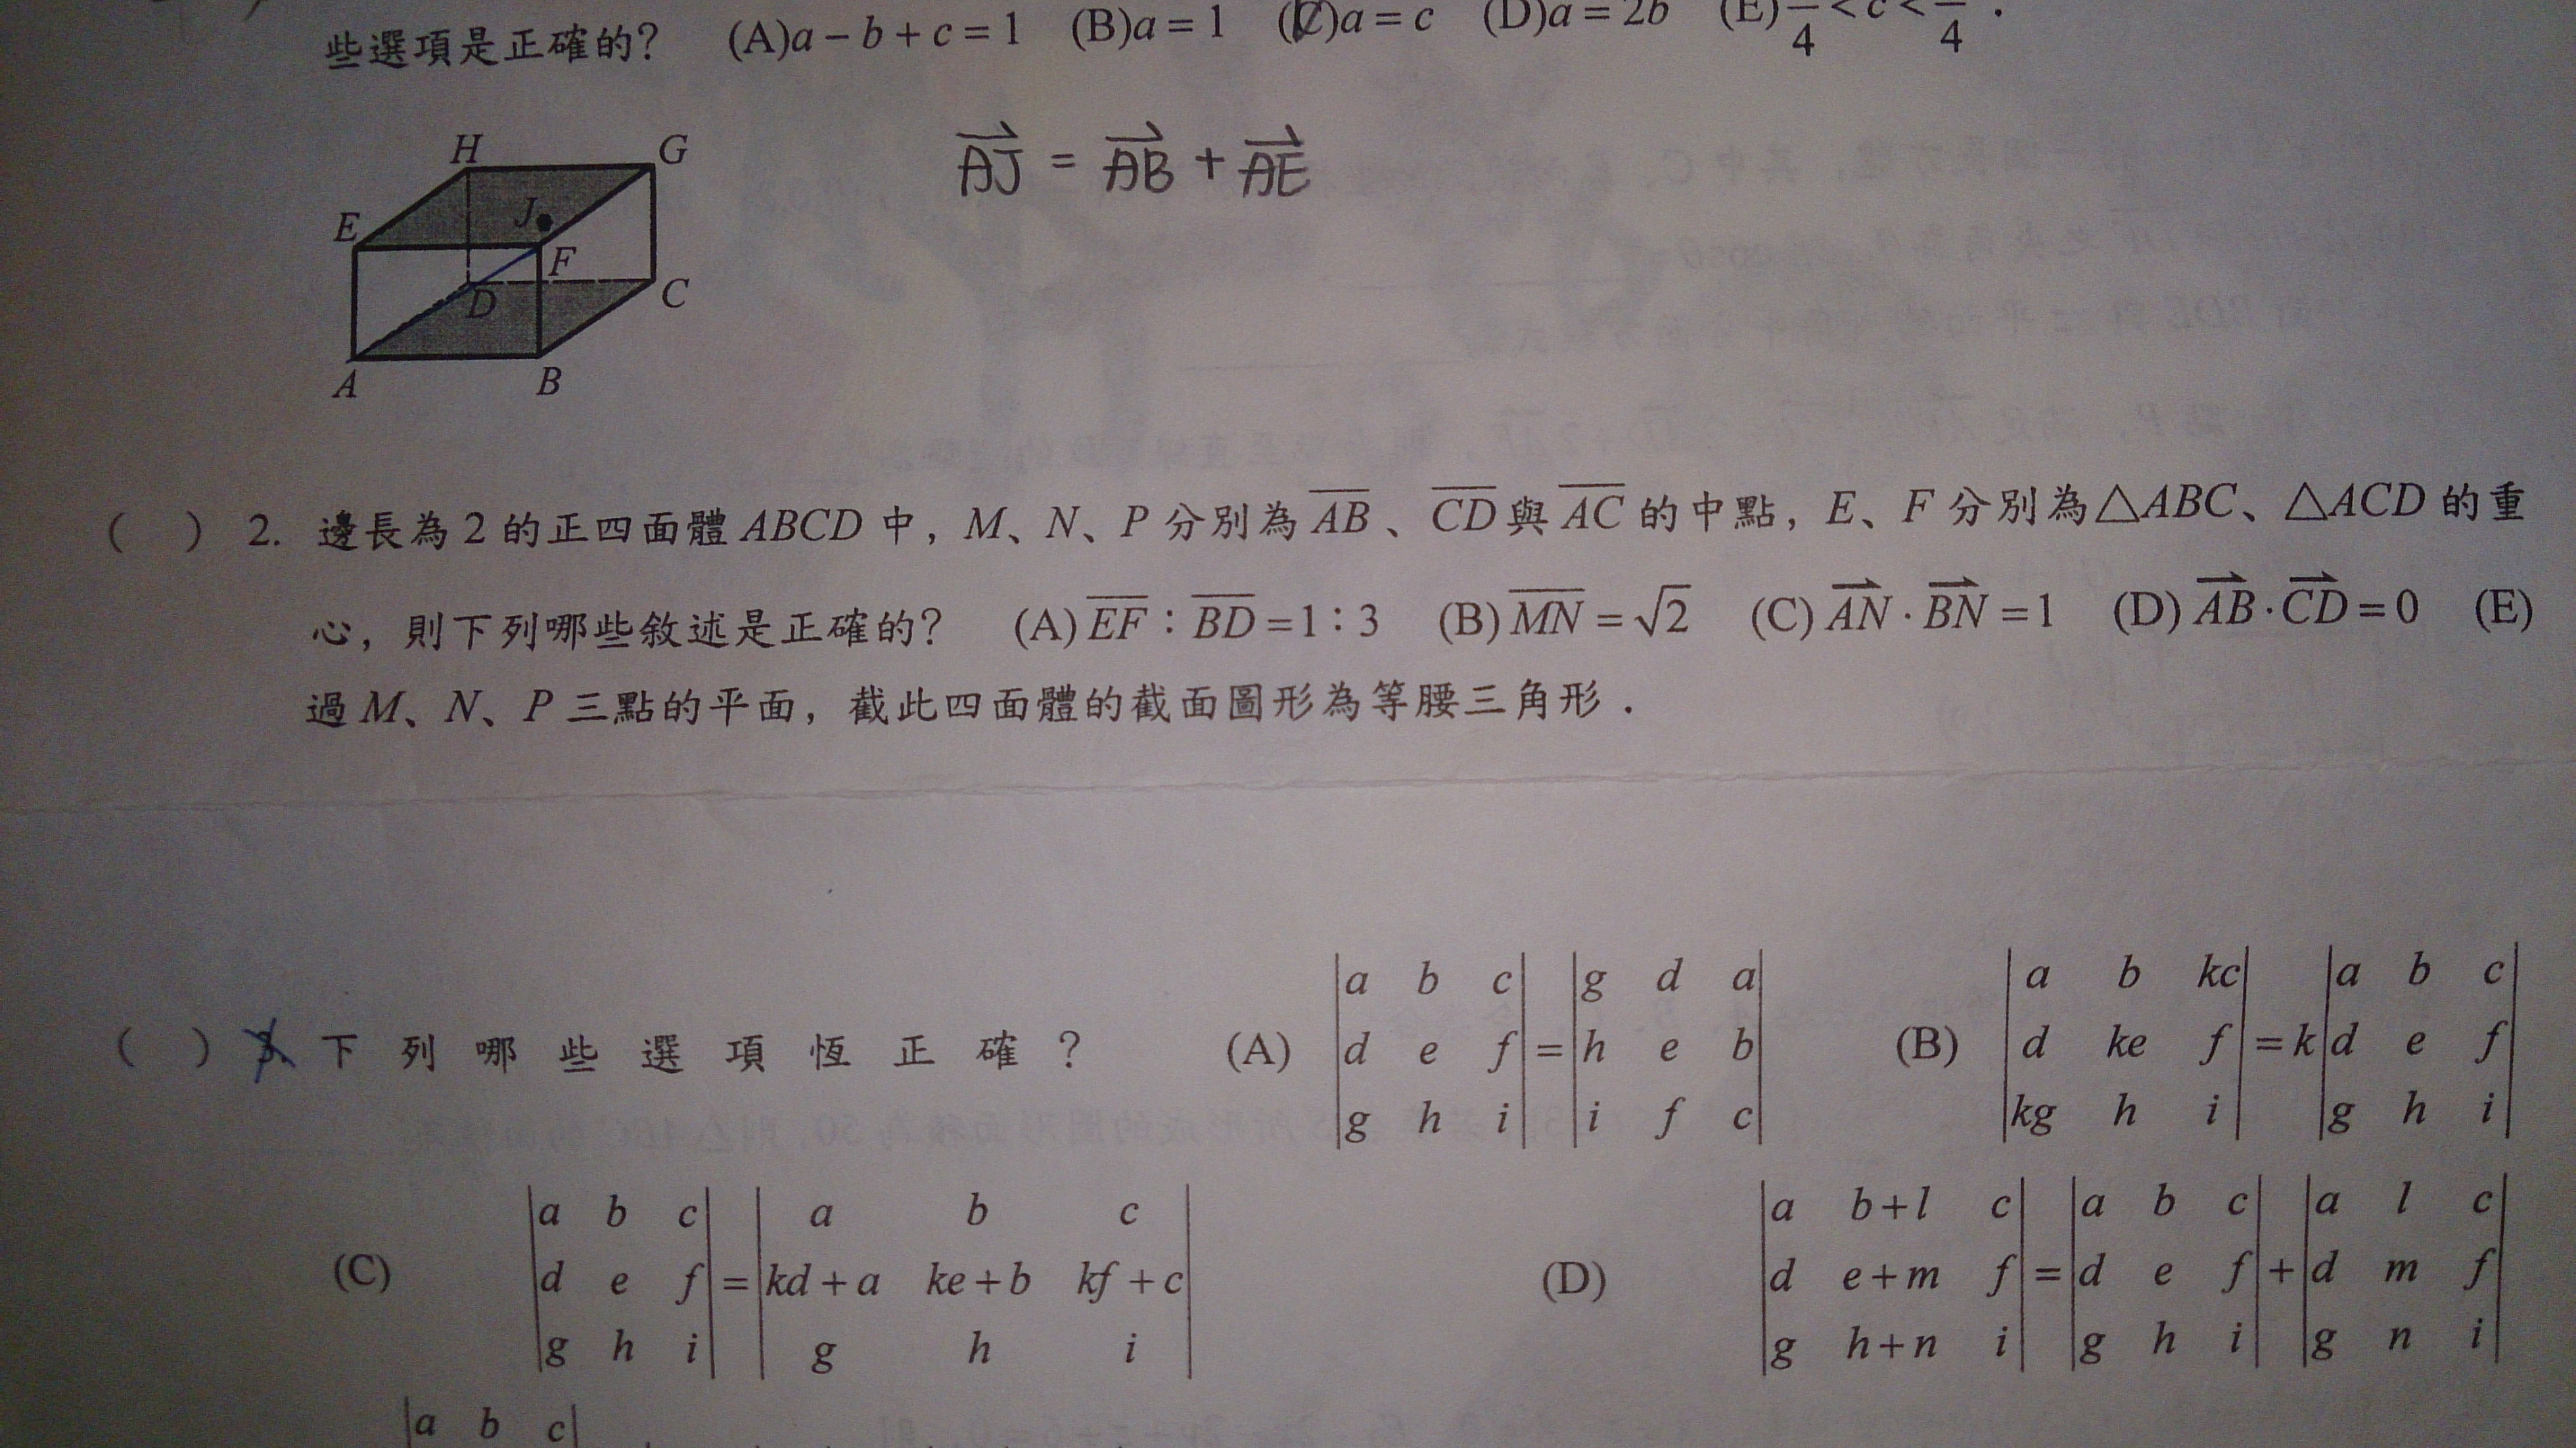 些選項是正確的? (A)a − b + c = 1 (B)a = 1 (C)a = c (D)a = 2b (E) /4 < c < /4 .
H G
E J F
D C
A B
AJ = AB + AE
( ) 2. 邊長為 2 的正四面體 ABCD 中, M、N、P 分別為 AB、CD 與 AC 的中點, E、F 分別為 △ABC、△ACD 的重
心, 則下列哪些敘述是正確的? (A) EF : BD = 1 : 3 (B) MN = √2 (C) AN · BN = 1 (D) AB · CD = 0 (E)
過 M、N、P 三點的平面, 截此四面體的截面圖形為等腰三角形 .
( ) 3. 下列哪些選項恆正確? (A) |a b c; d e f; g h i| = |g d a; h e b; i f c| (B) |a b kc; d ke f; kg h i| = k |a b c; d e f; g h i|
(C) |a b c; d e f; g h i| = |a b c; kd + a ke + b kf + c; g h i| (D) |a b + l c; d e + m f; g h + n i| = |a b c; d e f; g h i| + |a l c; d m f; g n i|
|a b c|